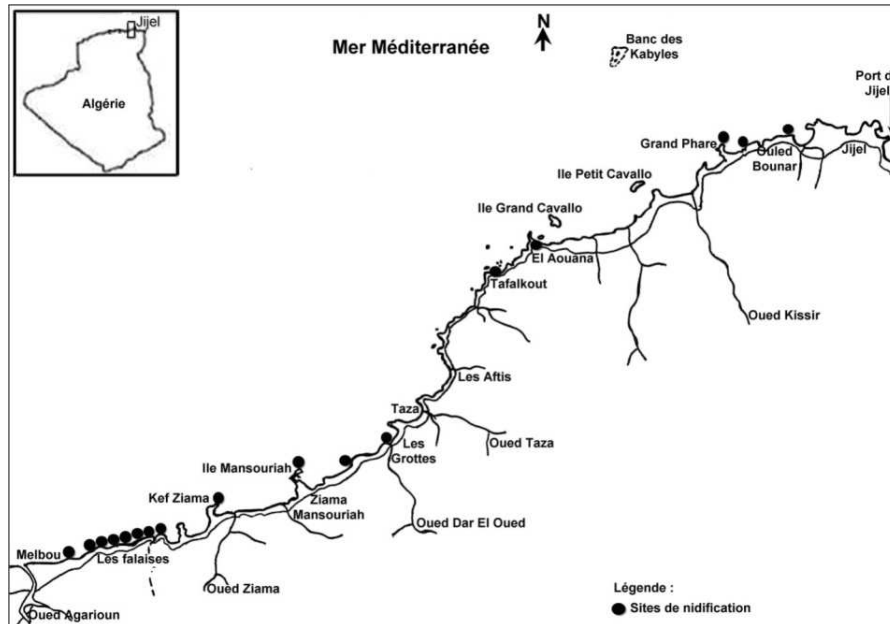 Jijel
Algérie
Mer Méditerranée
N
Banc des
Kabyles
Port d
Jijel
Grand Phare
Ouled
Bounar
Jijel
Ile Petit Cavallo
Ile Grand Cavallo
El Aouana
Tafalkout
Oued Kissir
Les Aftis
Taza
Les
Grottes
Oued Taza
Ile Mansouriah
Kef Ziama
Ziama
Mansouriah
Oued Dar El Oued
Melbou
Les falaises
Oued Ziama
Oued Agarioun
Légende :
Sites de nidification